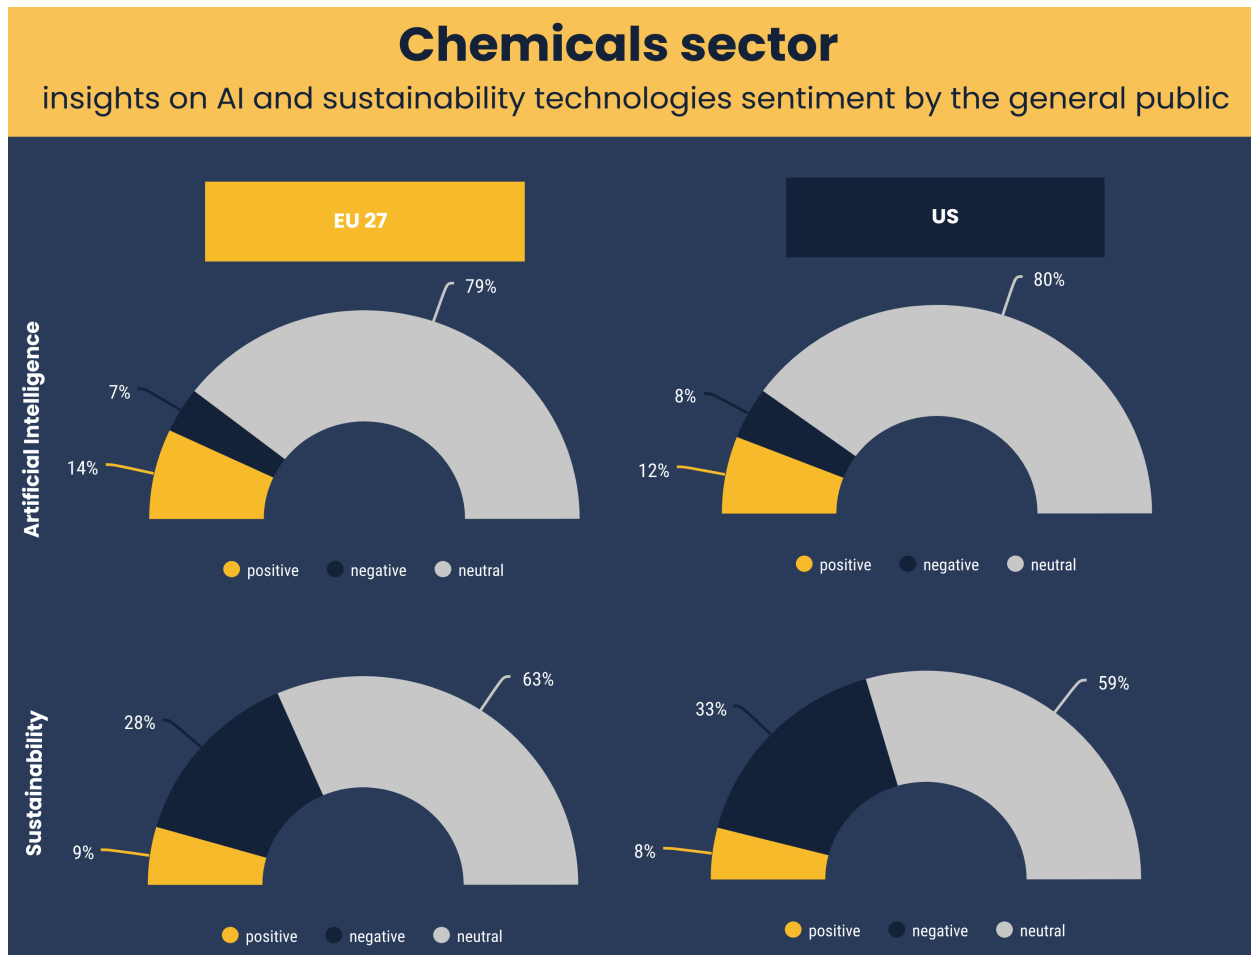 Chemicals sector
insights on AI and sustainability technologies sentiment by the general public
EU 27
US
Artificial Intelligence
79%
7%
14%
positive negative neutral
80%
8%
12%
positive negative neutral
Sustainability
63%
28%
9%
positive negative neutral
59%
33%
8%
positive negative neutral